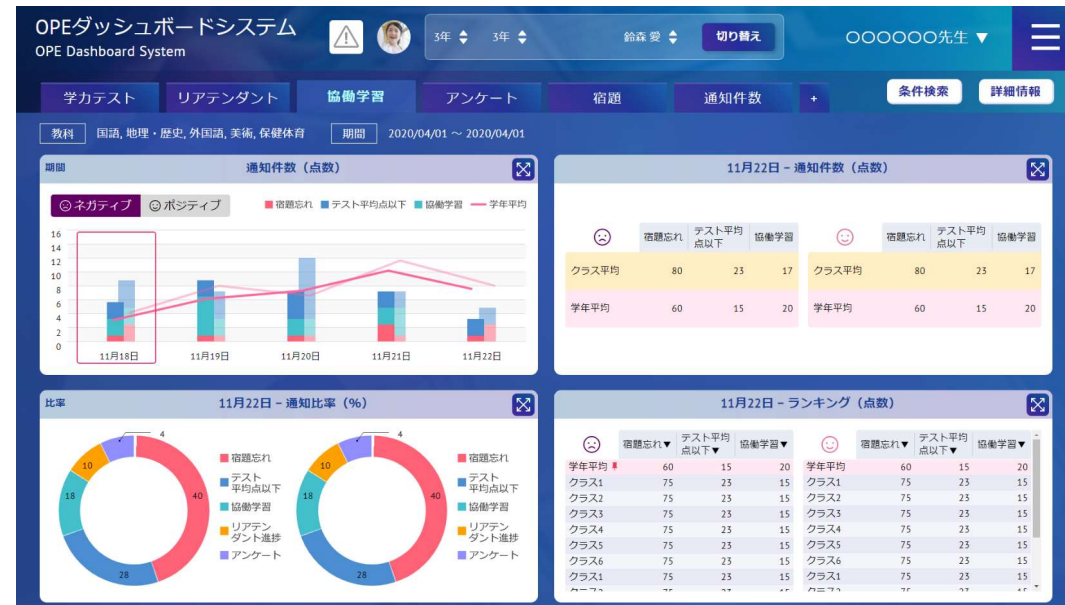 OPEダッシュボードシステム
OPE Dashboard System
3年 3年 鈴森 愛 切り替え
〇〇〇〇〇〇先生 ▼
学力テスト リアテンダント 協働学習 アンケート 宿題 通知件数 +
条件検索 詳細情報
教科 国語, 地理・歴史, 外国語, 美術, 保健体育 期間 2020/04/01 ～ 2020/04/01
期間 通知件数（点数）
ネガティブ ポジティブ 宿題忘れ テスト平均点以下 協働学習 学年平均
16
14
12
10
8
6
4
2
0
11月18日 11月19日 11月20日 11月21日 11月22日
11月22日 – 通知件数（点数）
宿題忘れ テスト平均点以下 協働学習 宿題忘れ テスト平均点以下 協働学習
クラス平均 80 23 17 クラス平均 80 23 17
学年平均 60 15 20 学年平均 60 15 20
比率 11月22日 – 通知比率（%）
4
10
18
40
28
宿題忘れ
テスト
平均点以下
協働学習
リアテン
ダント進捗
アンケート
4
10
18
40
28
宿題忘れ
テスト
平均点以下
協働学習
リアテン
ダント進捗
アンケート
11月22日 – ランキング（点数）
宿題忘れ▼ テスト平均点以下▼ 協働学習▼ 宿題忘れ▼ テスト平均点以下▼ 協働学習▼
学年平均 60 15 20 学年平均 60 15 20
クラス1 75 23 15 クラス1 75 23 15
クラス2 75 23 15 クラス2 75 23 15
クラス3 75 23 15 クラス3 75 23 15
クラス4 75 23 15 クラス4 75 23 15
クラス5 75 23 15 クラス5 75 23 15
クラス6 75 23 15 クラス6 75 23 15
クラス1 75 23 15 クラス1 75 23 15